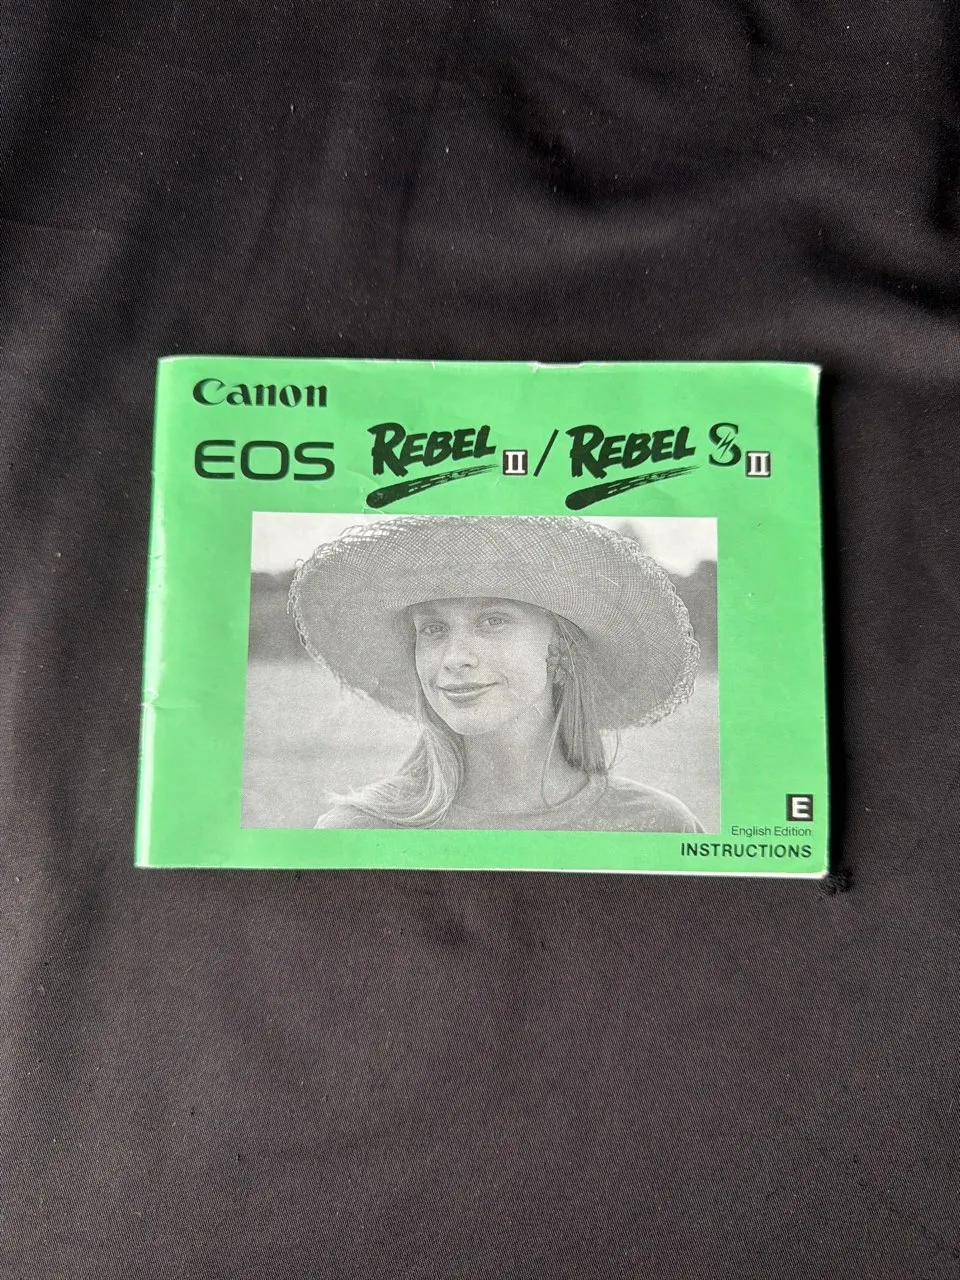 Canon
EOS REBEL II / REBEL S II
E
English Edition
INSTRUCTIONS